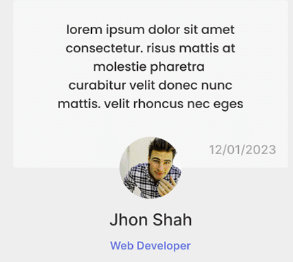 lorem ipsum dolor sit amet
consectetur. risus mattis at
molestie pharetra
curabitur velit donec nunc
mattis. velit rhoncus nec eges
12/01/2023
Jhon Shah
Web Developer